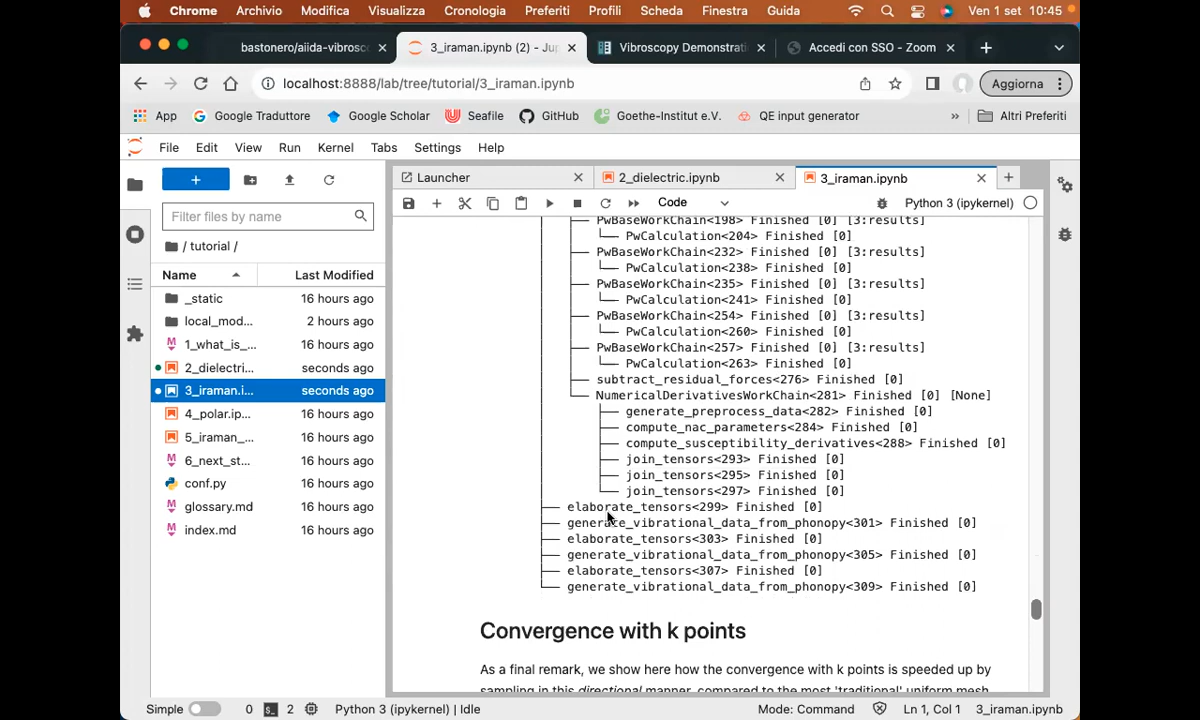 Chrome Archivio Modifica Visualizza Cronologia Preferiti Profili Scheda Finestra Guida Ven 1 set 10:45
bastonero/aiida-vibrosc
3_iraman.ipynb (2) - Jup
Vibroscopy Demonstrati
Accedi con SSO - Zoom
localhost:8888/lab/tree/tutorial/3_iraman.ipynb
Aggiorna
App Google Traduttore Google Scholar Seafile GitHub Goethe-Institut e.V. QE input generator » Altri Preferiti
File Edit View Run Kernel Tabs Settings Help
Launcher
2_dielectric.ipynb
3_iraman.ipynb
Code
Python 3 (ipykernel)
Filter files by name
/ tutorial /
Name Last Modified
_static 16 hours ago
local_mod... 2 hours ago
1_what_is_... 16 hours ago
2_dielectri... seconds ago
3_iraman.i... seconds ago
4_polar.ip... 16 hours ago
5_iraman_... 16 hours ago
6_next_st... 16 hours ago
conf.py 16 hours ago
glossary.md 16 hours ago
index.md 16 hours ago
PwBaseWorkChain<198> Finished [0] [3:results]
PwCalculation<204> Finished [0]
PwBaseWorkChain<232> Finished [0] [3:results]
PwCalculation<238> Finished [0]
PwBaseWorkChain<235> Finished [0] [3:results]
PwCalculation<241> Finished [0]
PwBaseWorkChain<254> Finished [0] [3:results]
PwCalculation<260> Finished [0]
PwBaseWorkChain<257> Finished [0] [3:results]
PwCalculation<263> Finished [0]
subtract_residual_forces<276> Finished [0]
NumericalDerivativesWorkChain<281> Finished [0] [None]
generate_preprocess_data<282> Finished [0]
compute_nac_parameters<284> Finished [0]
compute_susceptibility_derivatives<288> Finished [0]
join_tensors<293> Finished [0]
join_tensors<295> Finished [0]
join_tensors<297> Finished [0]
elaborate_tensors<299> Finished [0]
generate_vibrational_data_from_phonopy<301> Finished [0]
elaborate_tensors<303> Finished [0]
generate_vibrational_data_from_phonopy<305> Finished [0]
elaborate_tensors<307> Finished [0]
generate_vibrational_data_from_phonopy<309> Finished [0]
Convergence with k points
As a final remark, we show here how the convergence with k points is speeded up by
sampling in this directional manner, compared to the most 'traditional' uniform mesh
Simple 0 2 Python 3 (ipykernel) | Idle Mode: Command Ln 1, Col 1 3_iraman.ipynb